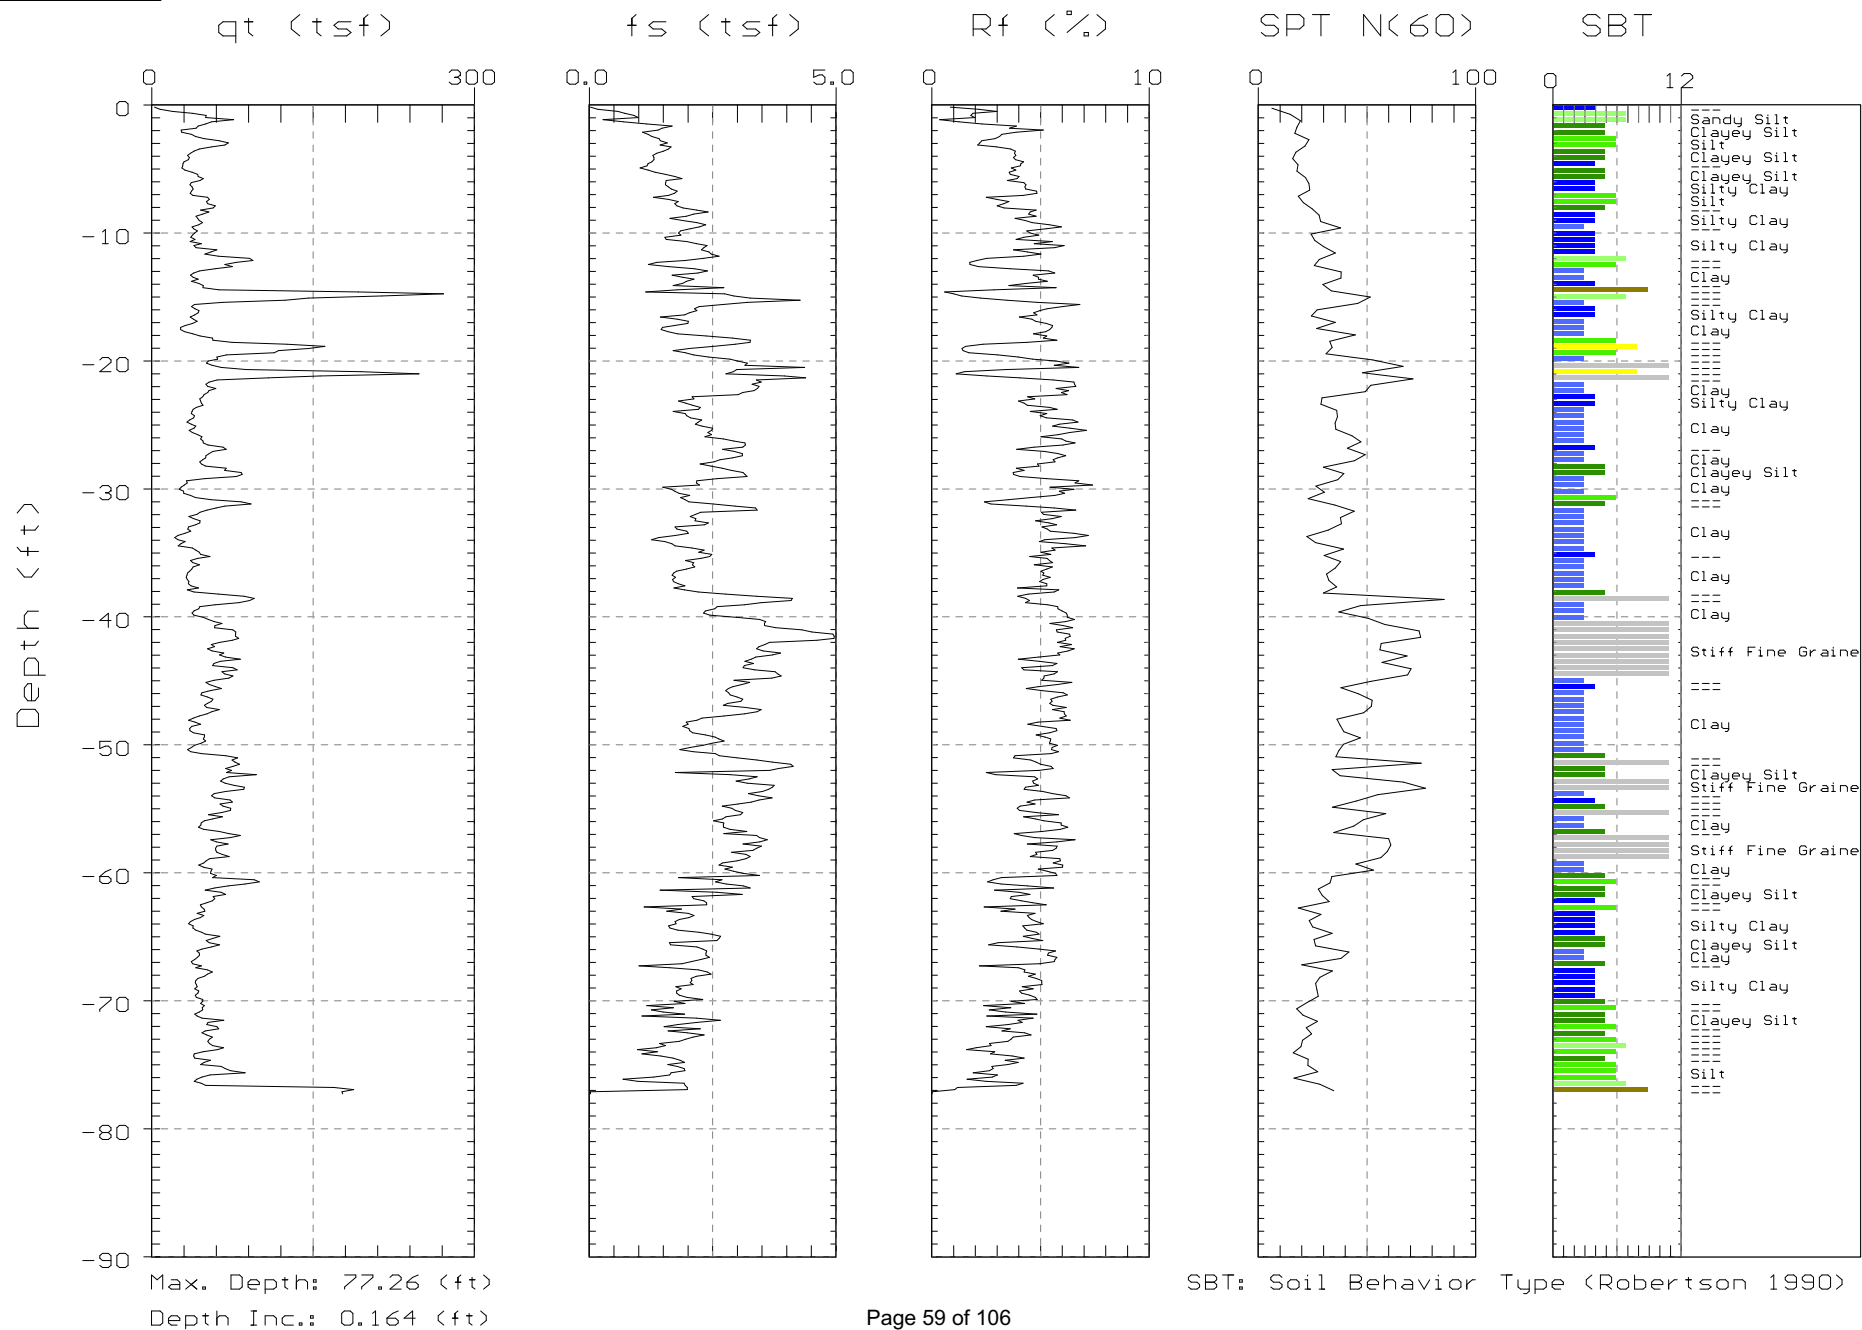 qt (tsf) fs (tsf) Rf (%) SPT N(60) SBT
0 300 0.0 5.0 0 10 0 100 0 12
0
-10
-20
-30
-40
-50
-60
-70
-80
-90
Depth (ft)
---
Sandy Silt
Clayey Silt
Silt
Clayey Silt
---
Clayey Silt
Silty Clay
Silt
---
Silty Clay
---
Silty Clay
---
---
Clay
---
---
---
Silty Clay
Clay
---
---
---
---
---
---
---
Clay
Silty Clay
Clay
---
Clay
Clayey Silt
Clay
---
---
Clay
---
Clay
---
---
Clay
Stiff Fine Graine
---
---
Clay
---
---
Clayey Silt
Stiff Fine Graine
---
---
---
---
Clay
---
Stiff Fine Graine
Clay
---
---
Clayey Silt
---
---
Silty Clay
Clayey Silt
Clay
---
Silty Clay
---
---
Clayey Silt
---
---
---
---
---
---
Silt
---
---
---
Max. Depth: 77.26 (ft)
Depth Inc.: 0.164 (ft)
SBT: Soil Behavior Type (Robertson 1990)
Page 59 of 106